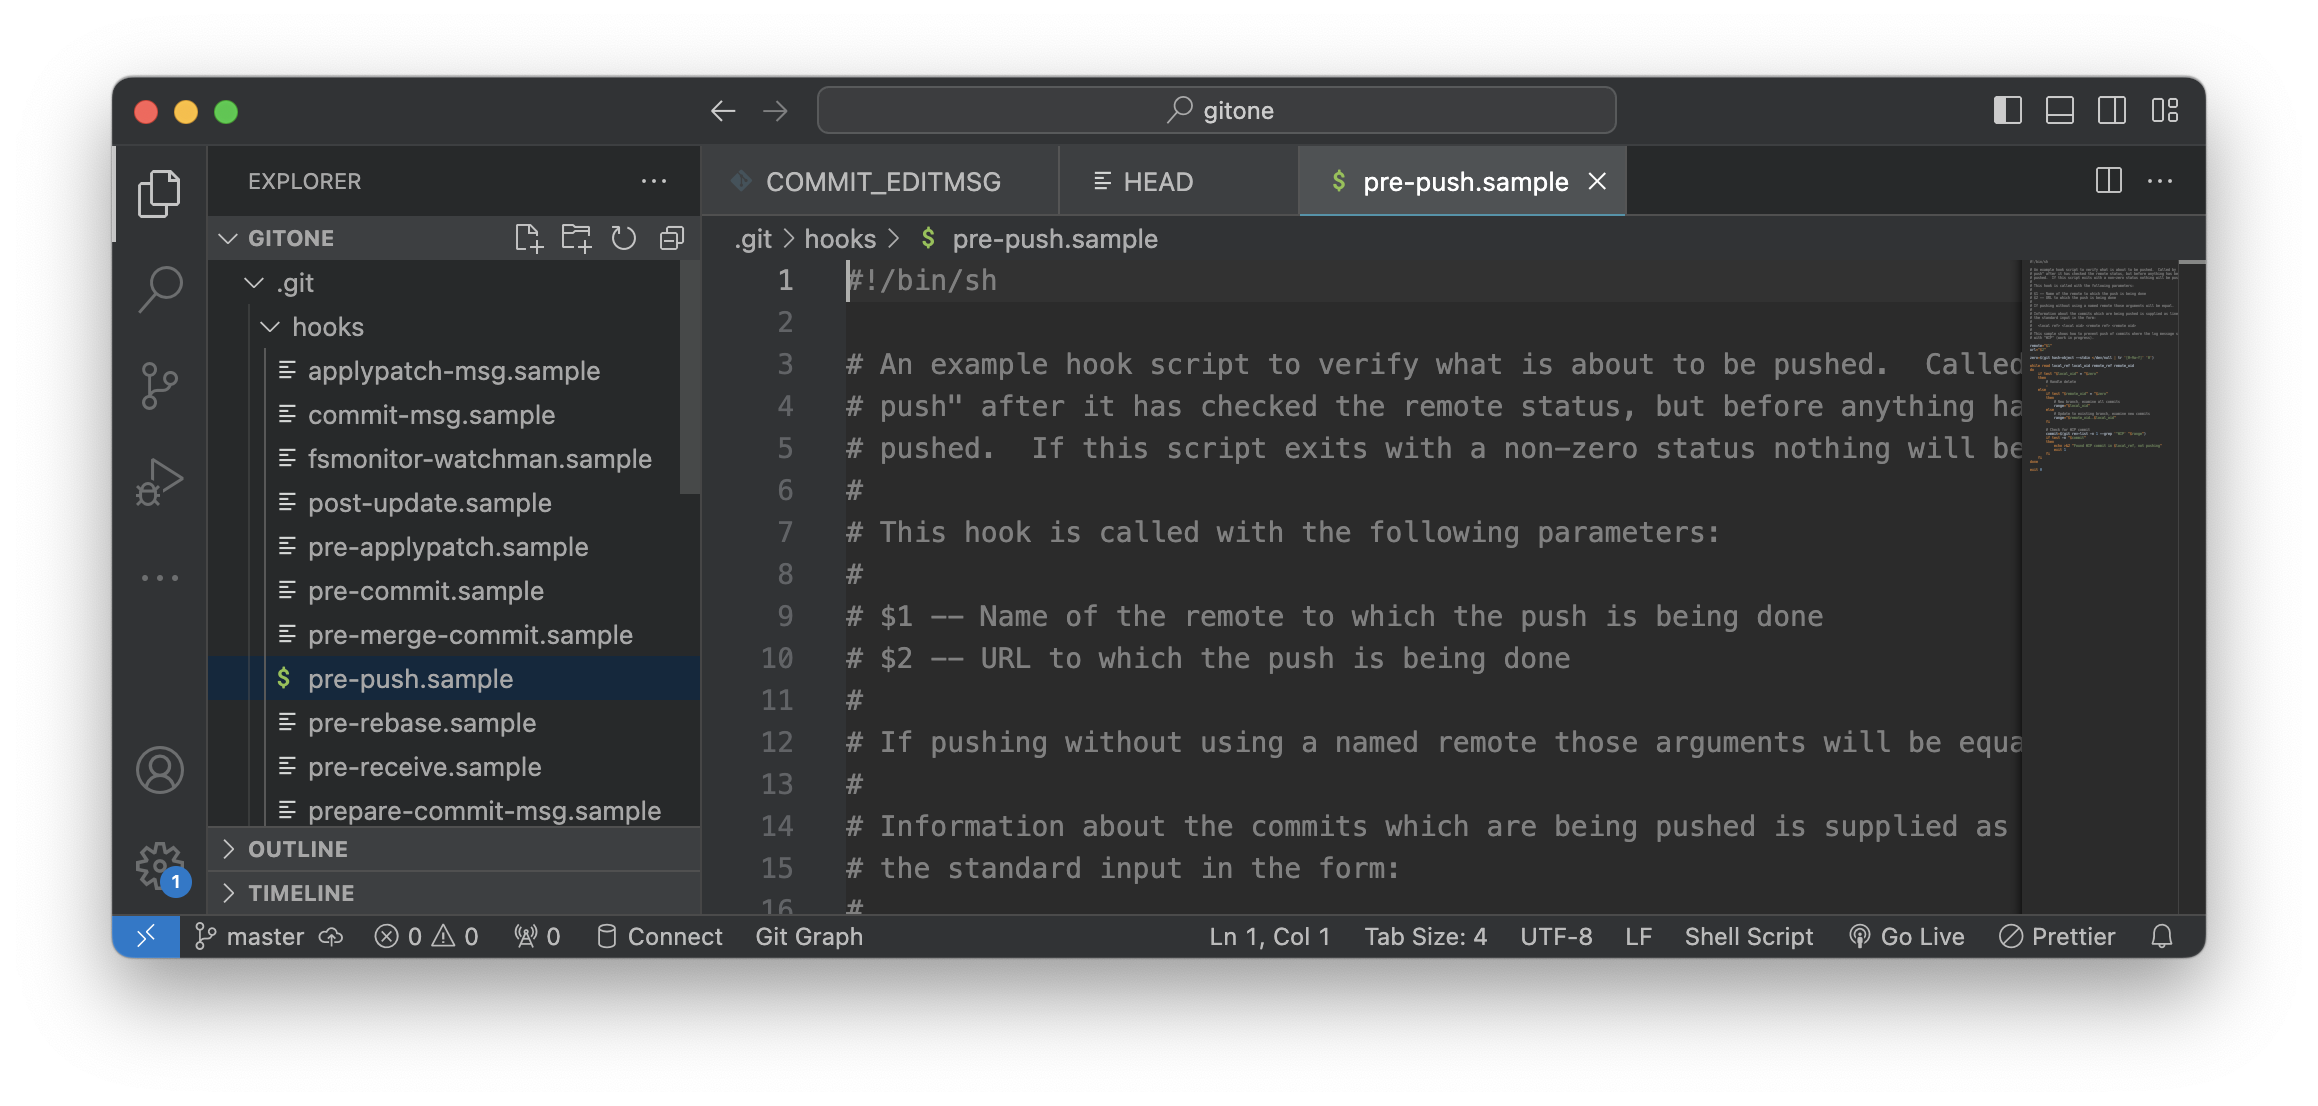 gitone
EXPLORER
COMMIT_EDITMSG
HEAD
$ pre-push.sample
GITONE
.git
hooks
applypatch-msg.sample
commit-msg.sample
fsmonitor-watchman.sample
post-update.sample
pre-applypatch.sample
pre-commit.sample
pre-merge-commit.sample
$ pre-push.sample
pre-rebase.sample
pre-receive.sample
prepare-commit-msg.sample
OUTLINE
TIMELINE
1
.git > hooks > $ pre-push.sample
1 #!/bin/sh
2
3 # An example hook script to verify what is about to be pushed.  Called
4 # push" after it has checked the remote status, but before anything ha
5 # pushed.  If this script exits with a non-zero status nothing will be
6 #
7 # This hook is called with the following parameters:
8 #
9 # $1 -- Name of the remote to which the push is being done
10 # $2 -- URL to which the push is being done
11 #
12 # If pushing without using a named remote those arguments will be equa
13 #
14 # Information about the commits which are being pushed is supplied as
15 # the standard input in the form:
16 #
master 0 0 0 Connect Git Graph Ln 1, Col 1 Tab Size: 4 UTF-8 LF Shell Script Go Live Prettier